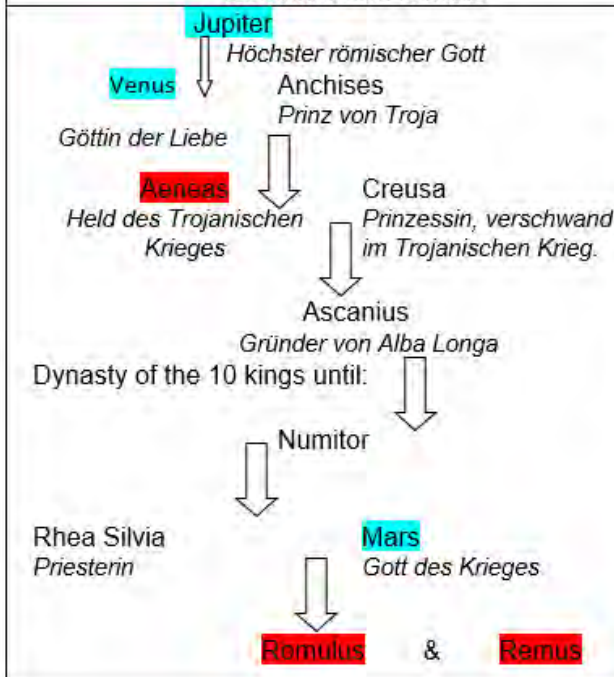 Jupiter
Höchster römischer Gott
Venus
Anchises
Prinz von Troja
Göttin der Liebe
Aeneas
Creusa
Held des Trojanischen
Prinzessin, verschwand
Krieges
im Trojanischen Krieg.
Ascanius
Gründer von Alba Longa
Dynasty of the 10 kings until:
Numitor
Rhea Silvia
Mars
Priesterin
Gott des Krieges
Romulus & Remus